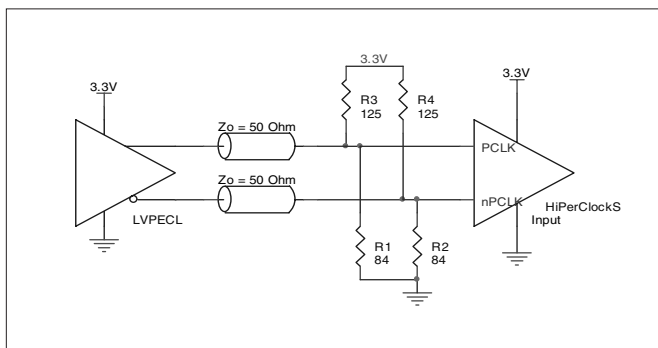 3.3V
3.3V
3.3V
R3
125
R4
125
Zo = 50 Ohm
PCLK
Zo = 50 Ohm
nPCLK
HiPerClockS
Input
LVPECL
R1
84
R2
84